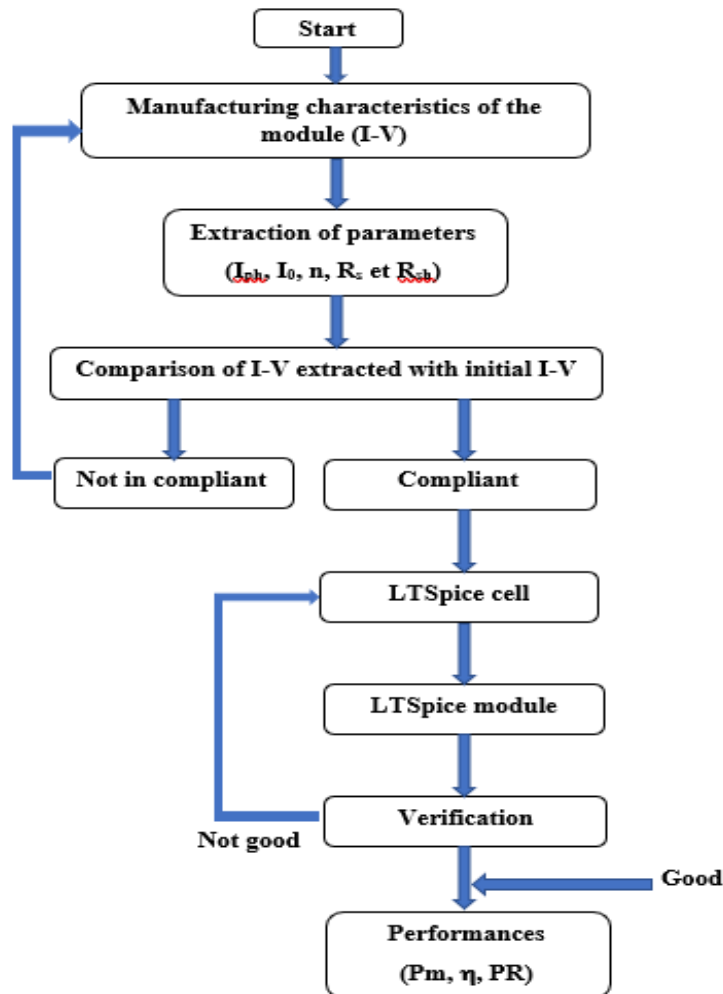 Start
Manufacturing characteristics of the
module (I-V)
Extraction of parameters
(Iₚₕ, I₀, n, Rₛ et Rₛₕ)
Comparison of I-V extracted with initial I-V
Not in compliant
Compliant
LTSpice cell
LTSpice module
Verification
Not good
Good
Performances
(Pm, η, PR)